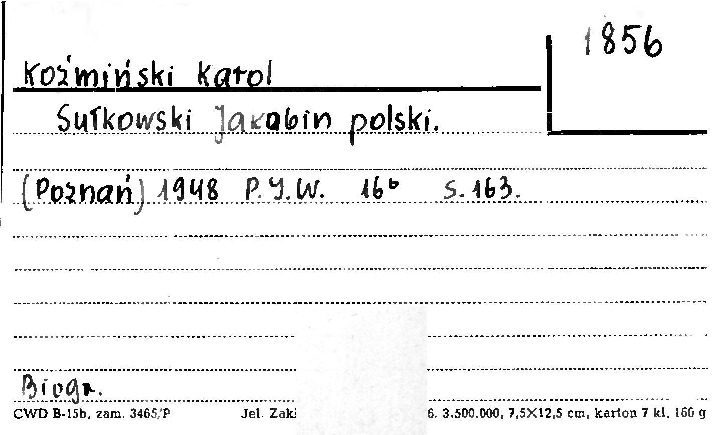 1856
Koźmiński Karol
Sułkowski Jakobin polski.
(Poznań) 1948 P.Y.W. 16⁶ s. 163.
Biogr.
CWD B-15b, zam. 3465/P Jel. Zakł 6. 3.500.000, 7,5X12,5 cm, karton 7 kl. 160 g